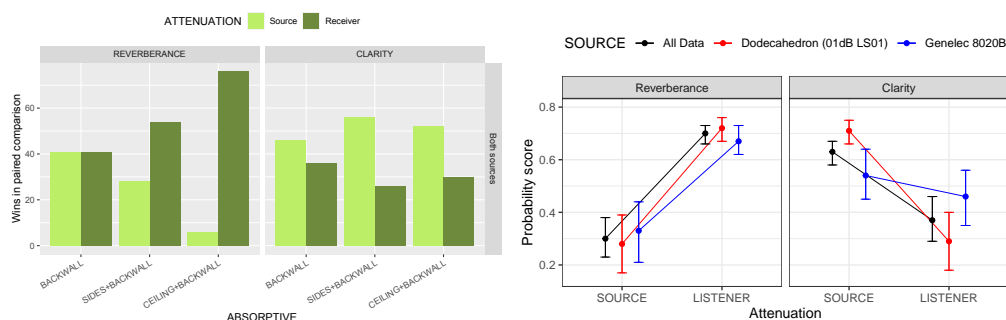 ATTENUATION Source Receiver
REVERBERANCE CLARITY
Wins in paired comparison
60
40
20
0
Both sources
BACKWALL SIDES+BACKWALL CEILING+BACKWALL BACKWALL SIDES+BACKWALL CEILING+BACKWALL
ABSORPTIVE
SOURCE All Data Dodecahedron (01dB LS01) Genelec 8020B
Reverberance Clarity
Probability score
0.8
0.6
0.4
0.2
SOURCE LISTENER SOURCE LISTENER
Attenuation